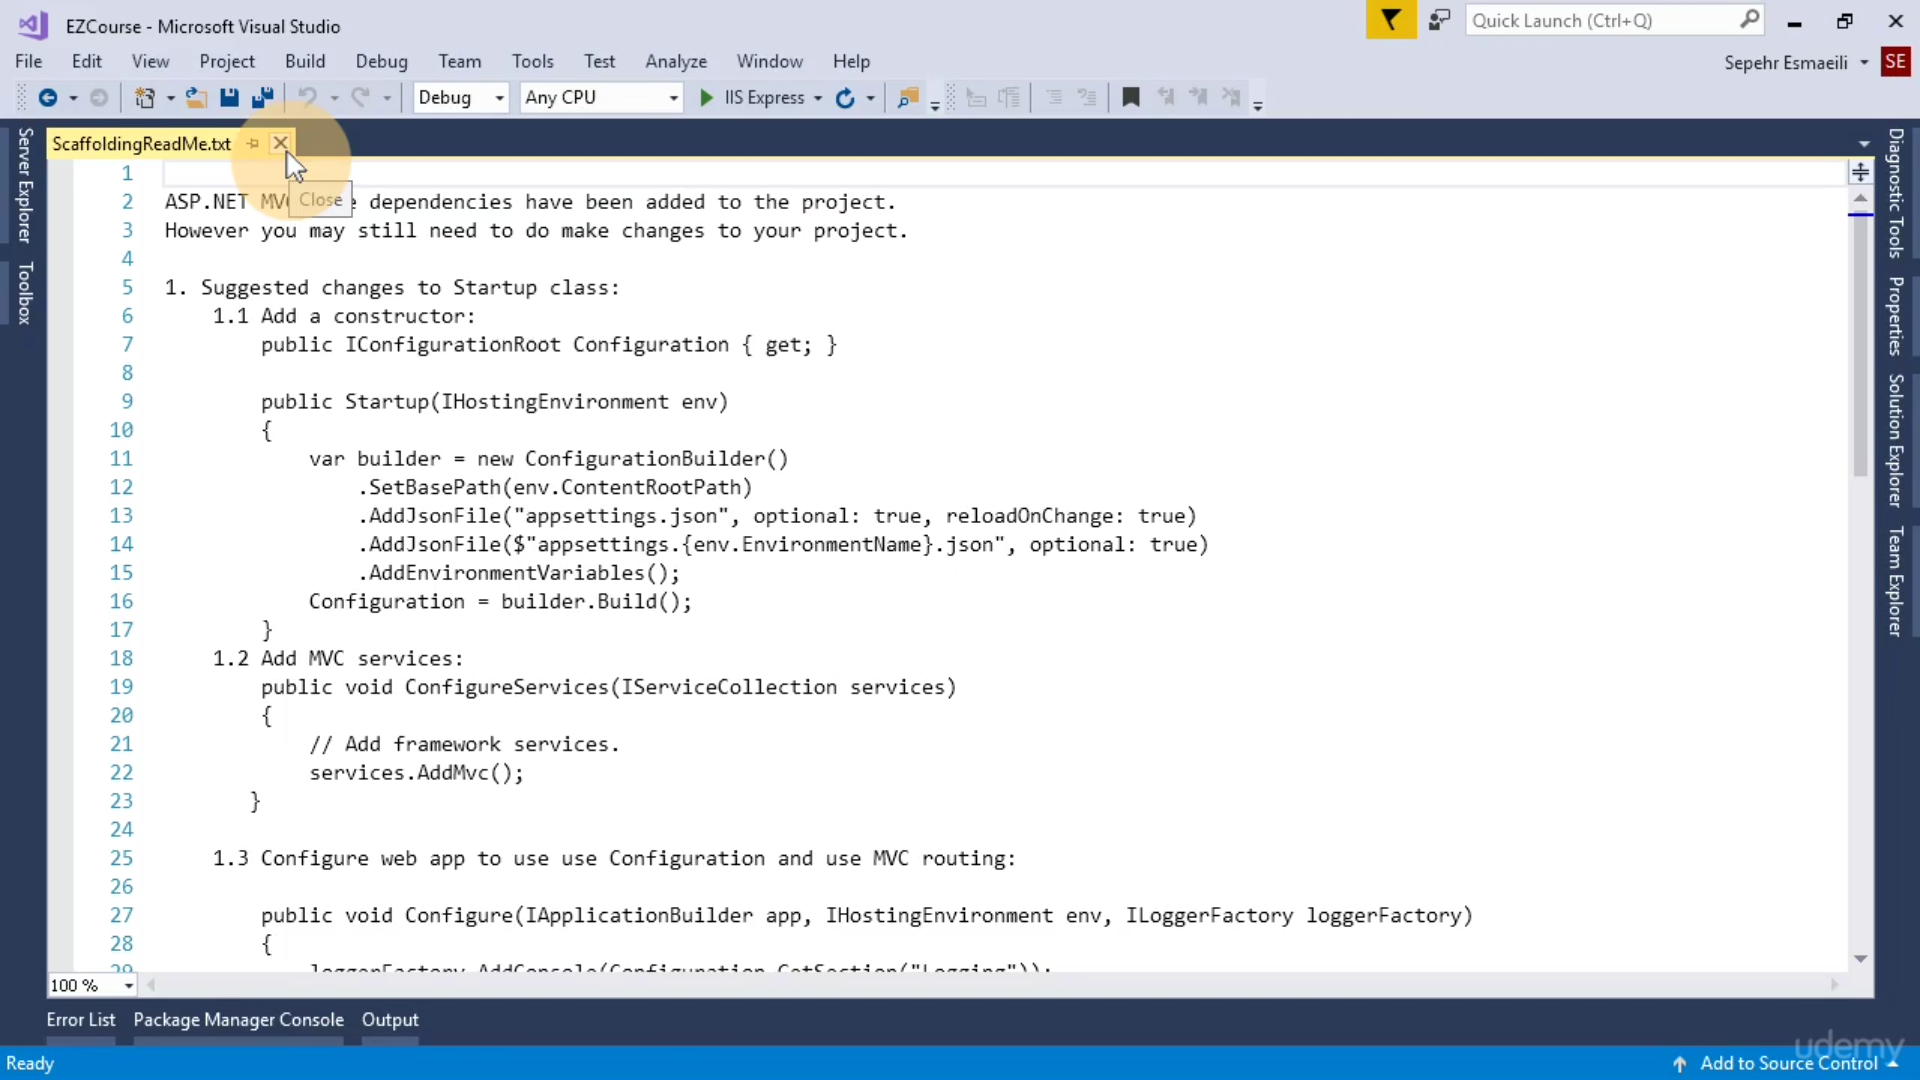 EZCourse - Microsoft Visual Studio
Quick Launch (Ctrl+Q)
File Edit View Project Build Debug Team Tools Test Analyze Window Help
Sepehr Esmaeili SE
Debug Any CPU IIS Express
ScaffoldingReadMe.txt
Close
Server Explorer
Toolbox
Diagnostic Tools
Properties
Solution Explorer
Team Explorer
1
2 ASP.NET MVC dependencies have been added to the project.
3 However you may still need to do make changes to your project.
4
5 1. Suggested changes to Startup class:
6 1.1 Add a constructor:
7 public IConfigurationRoot Configuration { get; }
8
9 public Startup(IHostingEnvironment env)
10 {
11 var builder = new ConfigurationBuilder()
12 .SetBasePath(env.ContentRootPath)
13 .AddJsonFile("appsettings.json", optional: true, reloadOnChange: true)
14 .AddJsonFile($"appsettings.{env.EnvironmentName}.json", optional: true)
15 .AddEnvironmentVariables();
16 Configuration = builder.Build();
17 }
18 1.2 Add MVC services:
19 public void ConfigureServices(IServiceCollection services)
20 {
21 // Add framework services.
22 services.AddMvc();
23 }
24
25 1.3 Configure web app to use use Configuration and use MVC routing:
26
27 public void Configure(IApplicationBuilder app, IHostingEnvironment env, ILoggerFactory loggerFactory)
28 {
29 loggerFactory.AddConsole(Configuration.GetSection("Logging"));
100 %
Error List Package Manager Console Output
Ready
Add to Source Control
udemy